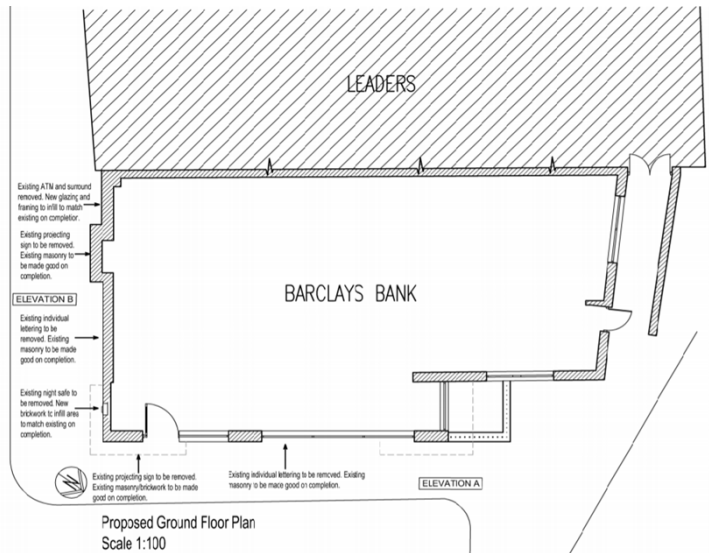 LEADERS
Existing ATM and surround
removed. New glazing and
framing to infill to match
existing on completion.
Existing projecting
sign to be removed.
Existing masonry to
be made good on
completion.
BARCLAYS BANK
ELEVATION B
Existing individual
lettering to be
removed. Existing
masonry to be made
good on completion.
Existing night safe to
be removed. New
brickwork to infill area
to match existing on
completion.
Existing projecting sign to be removed.
Existing masonry/brickwork to be made
good on completion.
Existing individual lettering to be removed. Existing
masonry to be made good on completion.
ELEVATION A
Proposed Ground Floor Plan
Scale 1:100